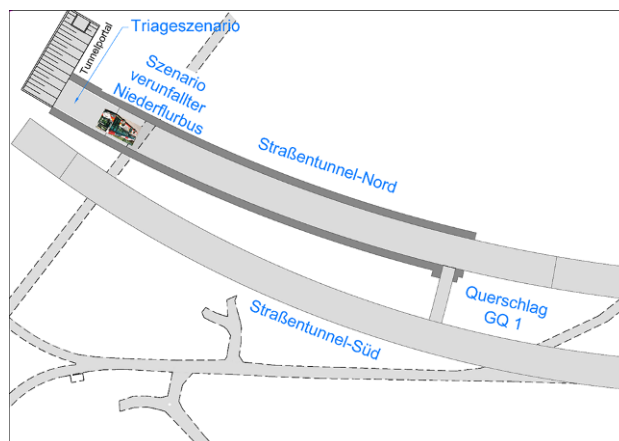 Triageszenario
Tunnelportal
Szenario
verunfallter
Niederflurbus
Straßentunnel-Nord
Querschlag
GQ 1
Straßentunnel-Süd